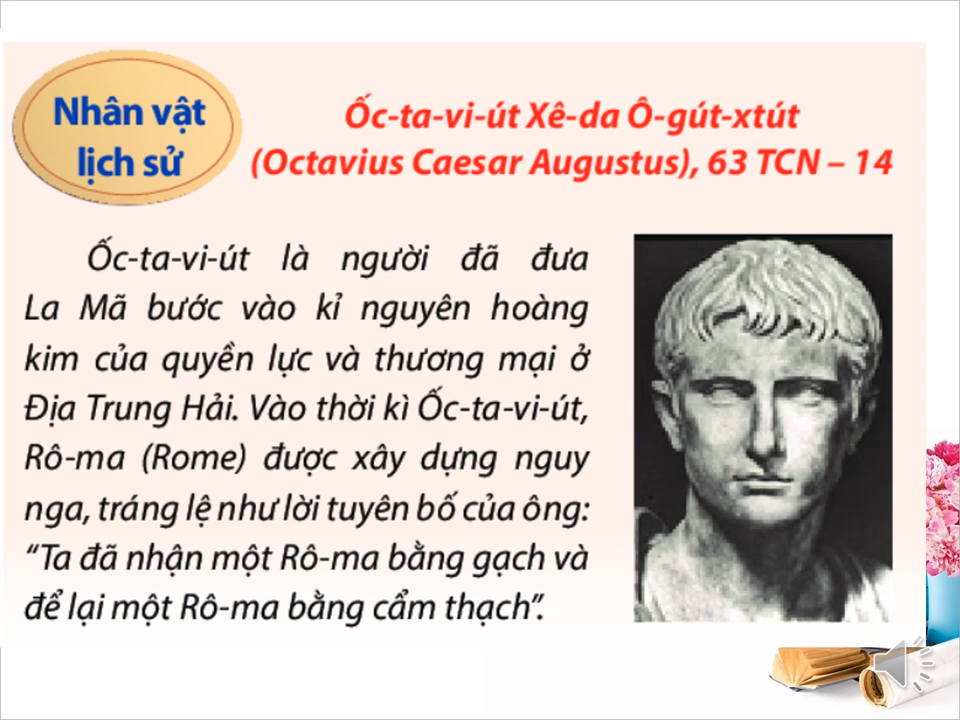 Nhân vật
lịch sử
Ốc-ta-vi-út Xê-da Ô-gút-xtút
(Octavius Caesar Augustus), 63 TCN – 14
Ốc-ta-vi-út là người đã đưa
La Mã bước vào kỉ nguyên hoàng
kim của quyền lực và thương mại ở
Địa Trung Hải. Vào thời kì Ốc-ta-vi-út,
Rô-ma (Rome) được xây dựng nguy
nga, tráng lệ như lời tuyên bố của ông:
“Ta đã nhận một Rô-ma bằng gạch và
để lại một Rô-ma bằng cẩm thạch”.